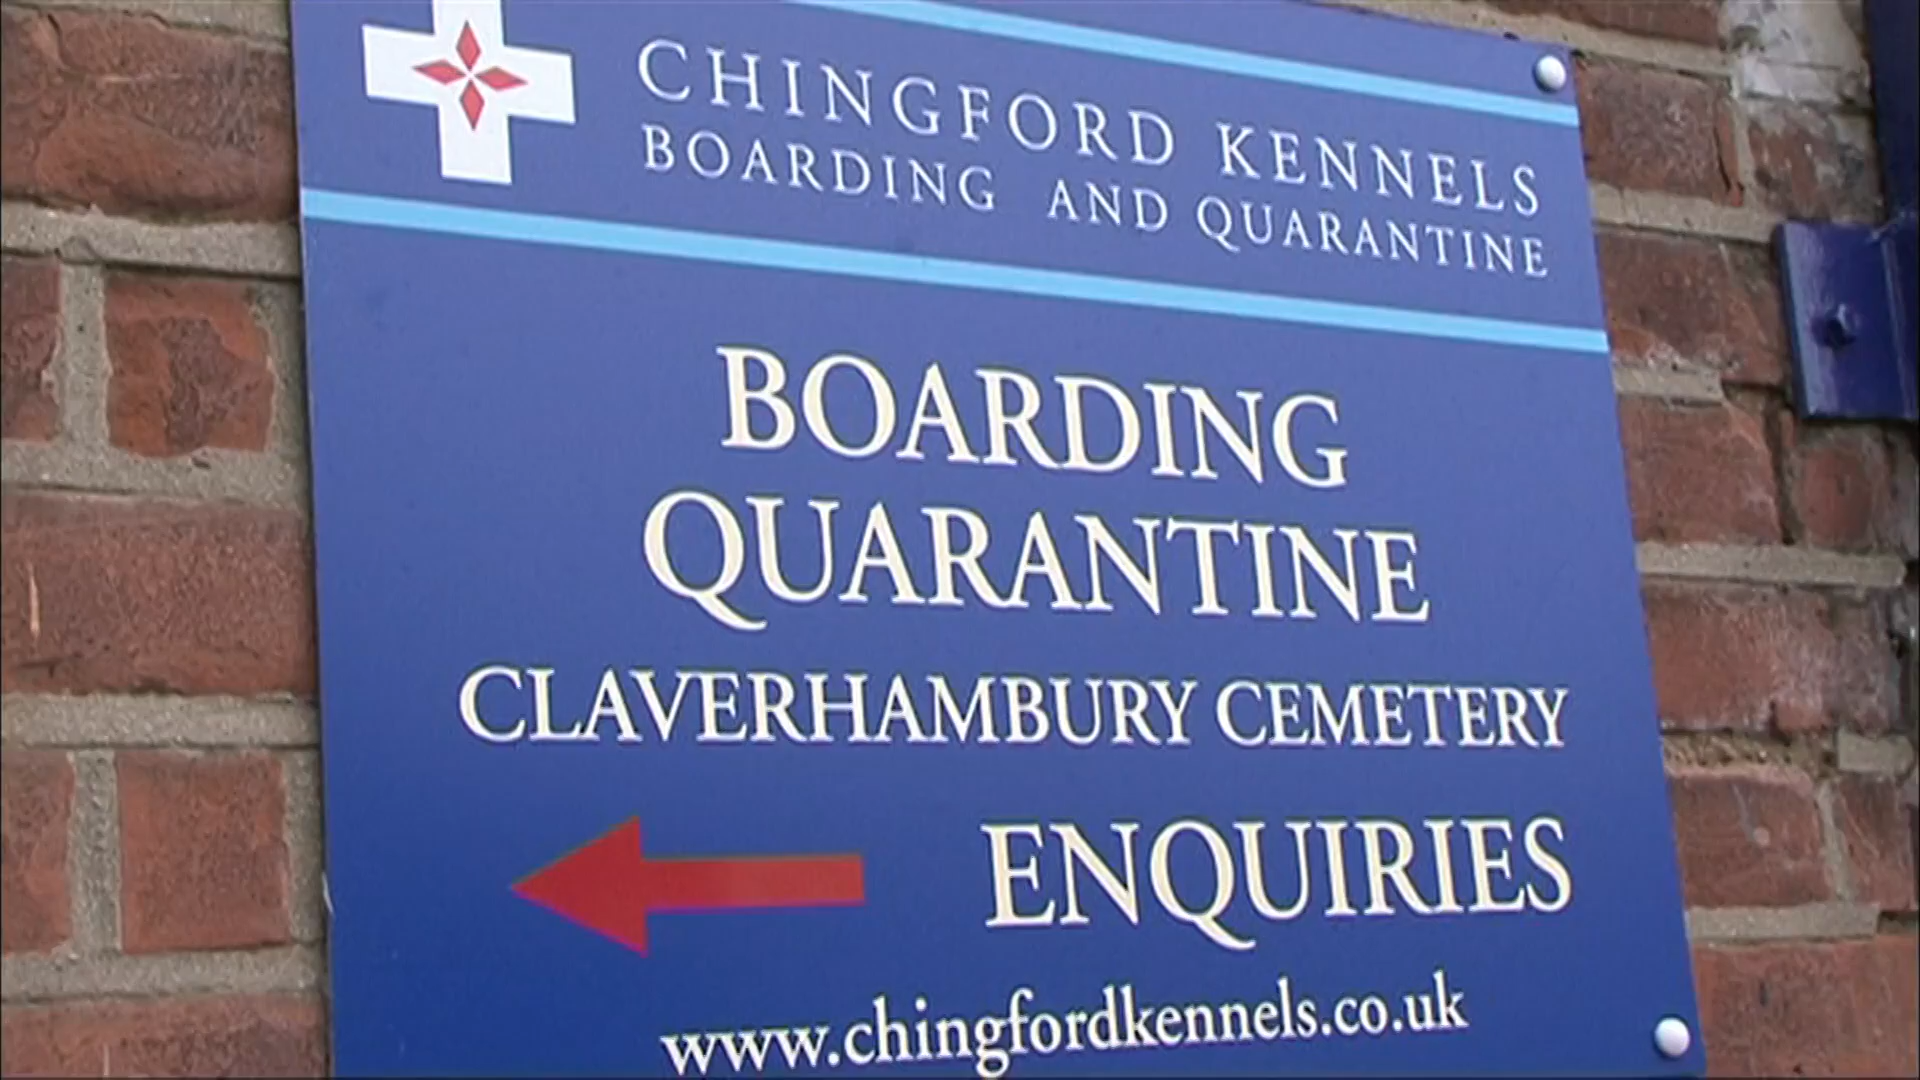 CHINGFORD KENNELS
BOARDING AND QUARANTINE
BOARDING
QUARANTINE
CLAVERHAMBURY CEMETERY
ENQUIRIES
www.chingfordkennels.co.uk